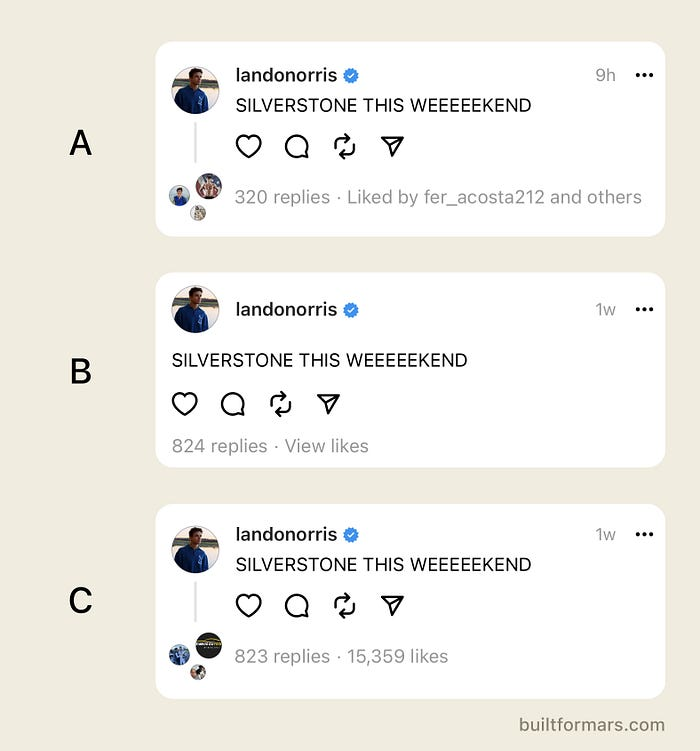 A
landonorris 9h
SILVERSTONE THIS WEEEEEKEND
320 replies · Liked by fer_acosta212 and others
B
landonorris 1w
SILVERSTONE THIS WEEEEEKEND
824 replies · View likes
C
landonorris 1w
SILVERSTONE THIS WEEEEEKEND
823 replies · 15,359 likes
builtformars.com